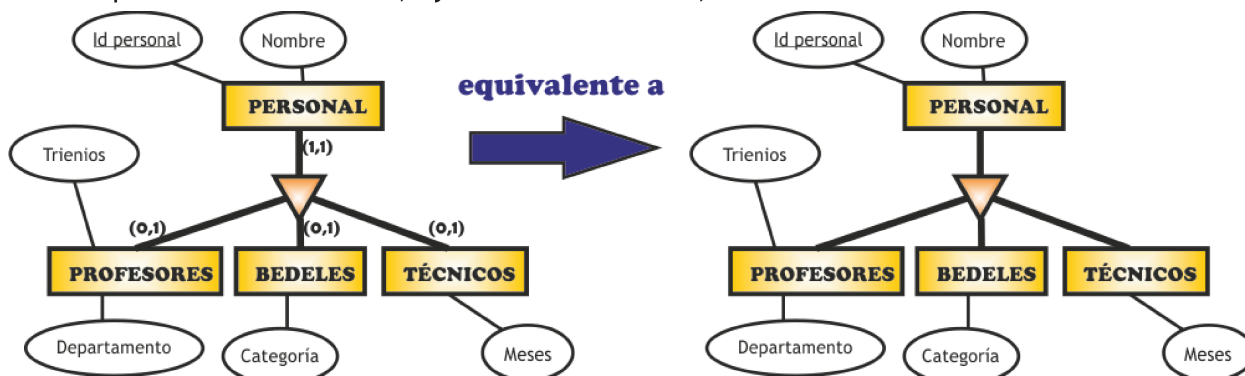 Id personal
Nombre
PERSONAL
(1,1)
Trienios
(0,1)
(0,1)
(0,1)
PROFESORES
BEDELES
TÉCNICOS
Departamento
Categoría
Meses
equivalente a
Id personal
Nombre
PERSONAL
Trienios
PROFESORES
BEDELES
TÉCNICOS
Departamento
Categoría
Meses